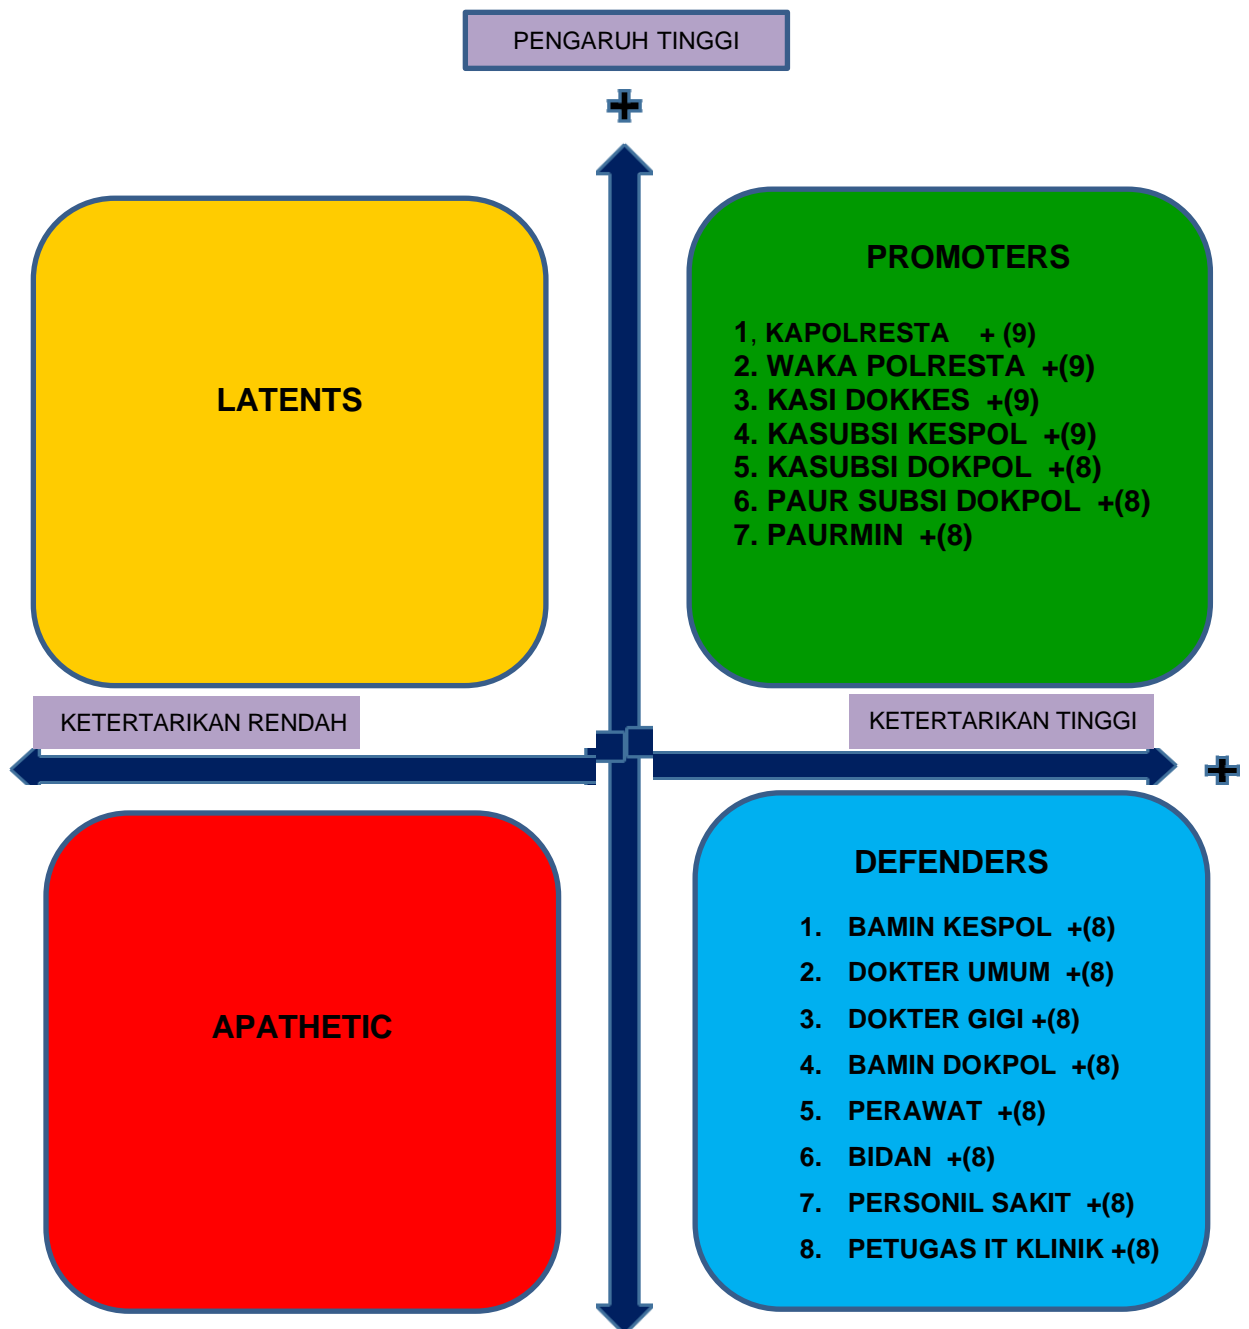 PENGARUH TINGGI
+
LATENTS
PROMOTERS
1, KAPOLRESTA + (9)
2. WAKA POLRESTA +(9)
3. KASI DOKKES +(9)
4. KASUBSI KESPOL +(9)
5. KASUBSI DOKPOL +(8)
6. PAUR SUBSI DOKPOL +(8)
7. PAURMIN +(8)
KETERTARIKAN RENDAH
KETERTARIKAN TINGGI
+
APATHETIC
DEFENDERS
1. BAMIN KESPOL +(8)
2. DOKTER UMUM +(8)
3. DOKTER GIGI +(8)
4. BAMIN DOKPOL +(8)
5. PERAWAT +(8)
6. BIDAN +(8)
7. PERSONIL SAKIT +(8)
8. PETUGAS IT KLINIK +(8)